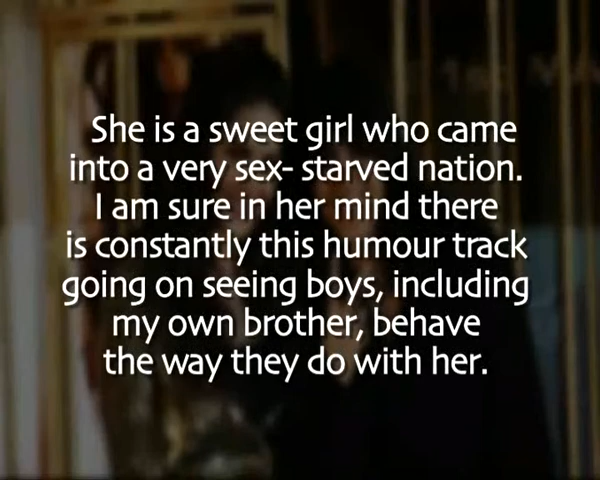 She is a sweet girl who came
into a very sex- starved nation.
I am sure in her mind there
is constantly this humour track
going on seeing boys, including
my own brother, behave
the way they do with her.